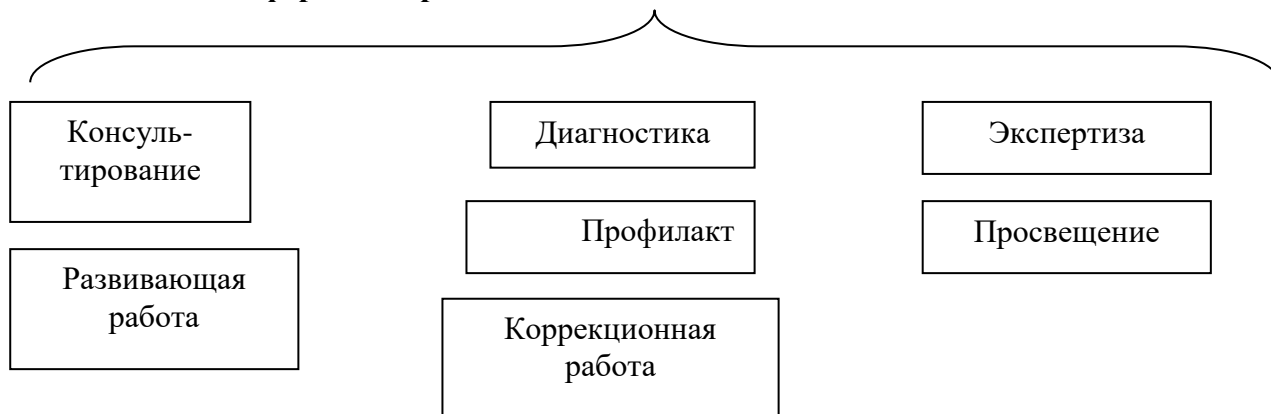 Консуль-
тирование
Диагностика
Экспертиза
Профилакт
Просвещение
Развивающая
работа
Коррекционная
работа